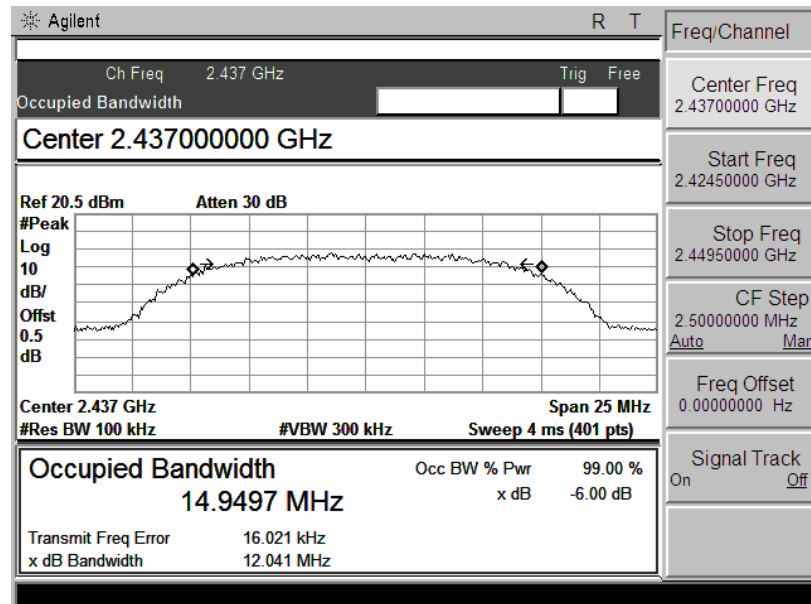 Agilent R T
Ch Freq 2.437 GHz Trig Free
Occupied Bandwidth
Center 2.437000000 GHz
Ref 20.5 dBm Atten 30 dB
#Peak
Log
10
dB/
Offst
0.5
dB
Center 2.437 GHz Span 25 MHz
#Res BW 100 kHz #VBW 300 kHz Sweep 4 ms (401 pts)
Occupied Bandwidth
14.9497 MHz
Occ BW % Pwr 99.00 %
x dB -6.00 dB
Transmit Freq Error 16.021 kHz
x dB Bandwidth 12.041 MHz
Freq/Channel
Center Freq
2.43700000 GHz
Start Freq
2.42450000 GHz
Stop Freq
2.44950000 GHz
CF Step
2.50000000 MHz
Auto Man
Freq Offset
0.00000000 Hz
Signal Track
On Off